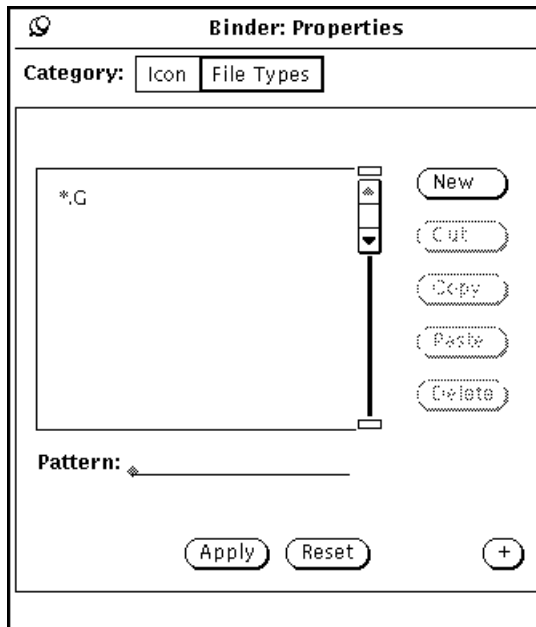 Binder: Properties
Category: Icon File Types
*.G
New
Cut
Copy
Paste
Delete
Pattern:
Apply Reset +